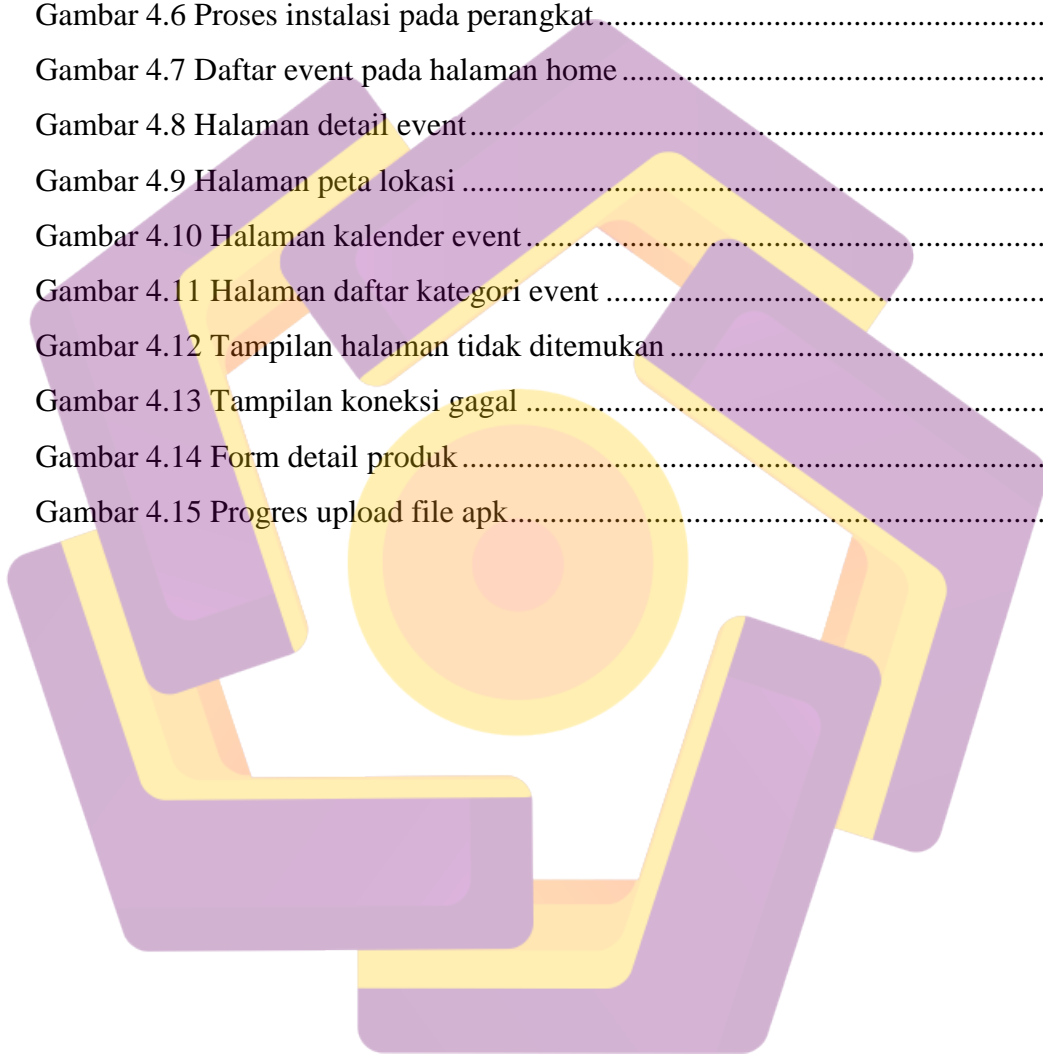 Gambar 4.6 Proses instalasi pada perangkat..................................................
Gambar 4.7 Daftar event pada halaman home..................................................
Gambar 4.8 Halaman detail event..................................................
Gambar 4.9 Halaman peta lokasi..................................................
Gambar 4.10 Halaman kalender event..................................................
Gambar 4.11 Halaman daftar kategori event..................................................
Gambar 4.12 Tampilan halaman tidak ditemukan..................................................
Gambar 4.13 Tampilan koneksi gagal..................................................
Gambar 4.14 Form detail produk..................................................
Gambar 4.15 Progres upload file apk..................................................